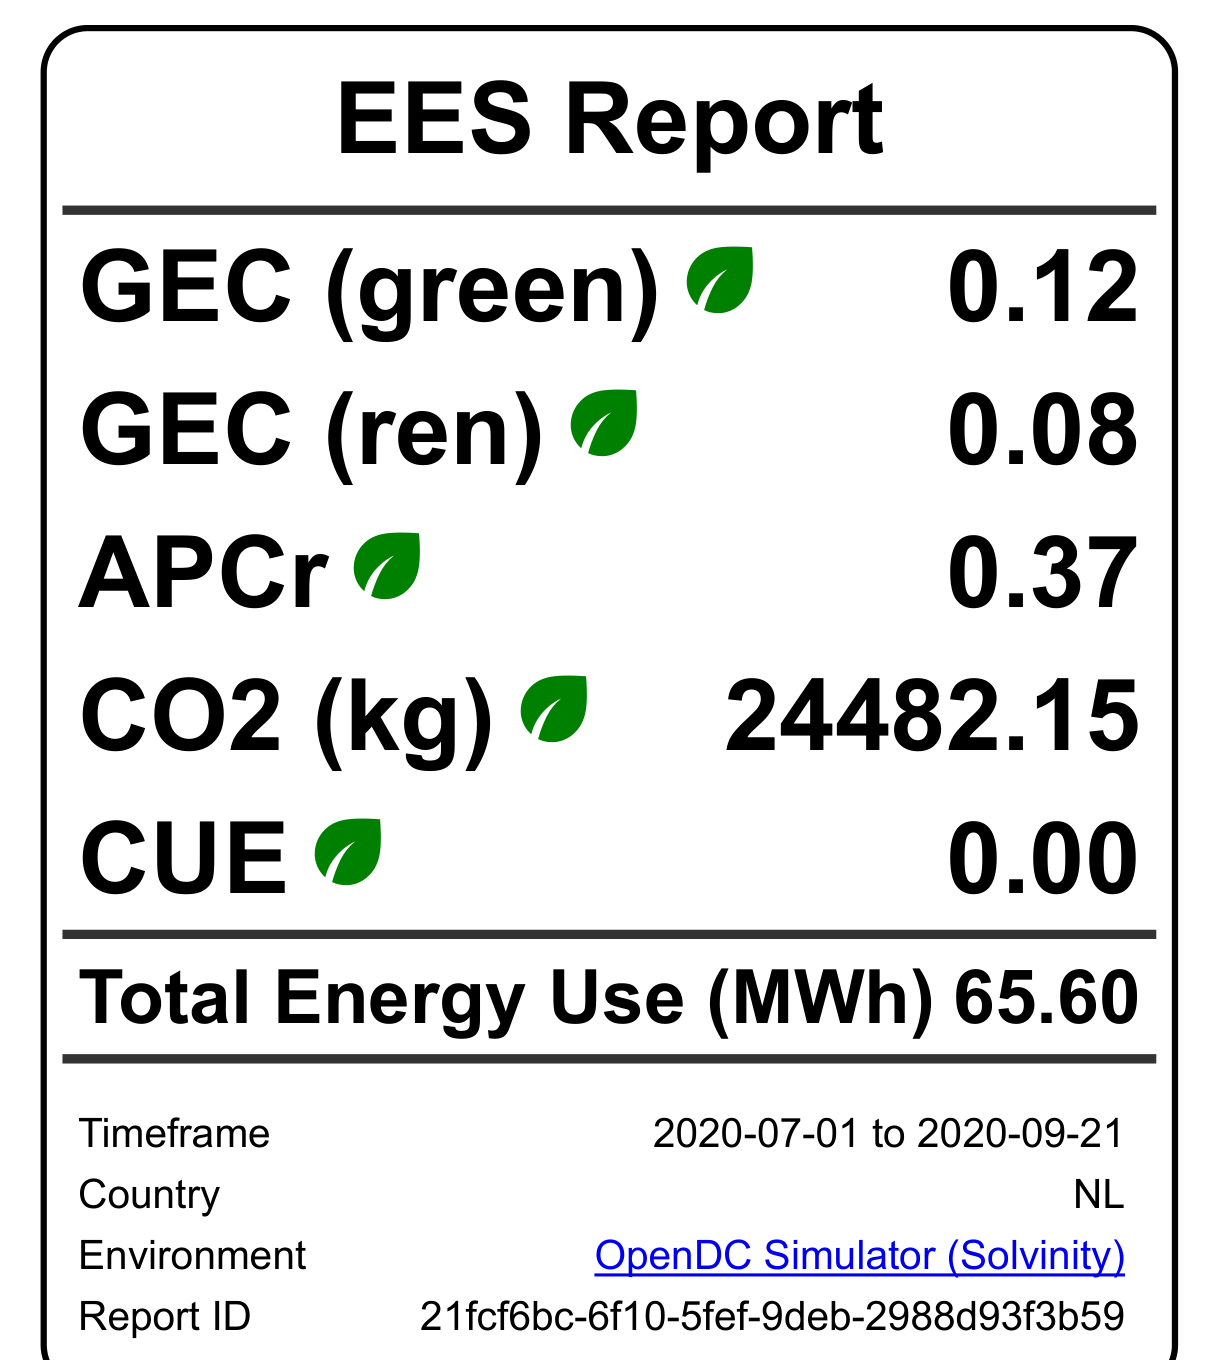 EES Report
GEC (green) 0.12
GEC (ren) 0.08
APCr 0.37
CO2 (kg) 24482.15
CUE 0.00
Total Energy Use (MWh) 65.60
Timeframe 2020-07-01 to 2020-09-21
Country NL
Environment OpenDC Simulator (Solvinity)
Report ID 21fcf6bc-6f10-5fef-9deb-2988d93f3b59